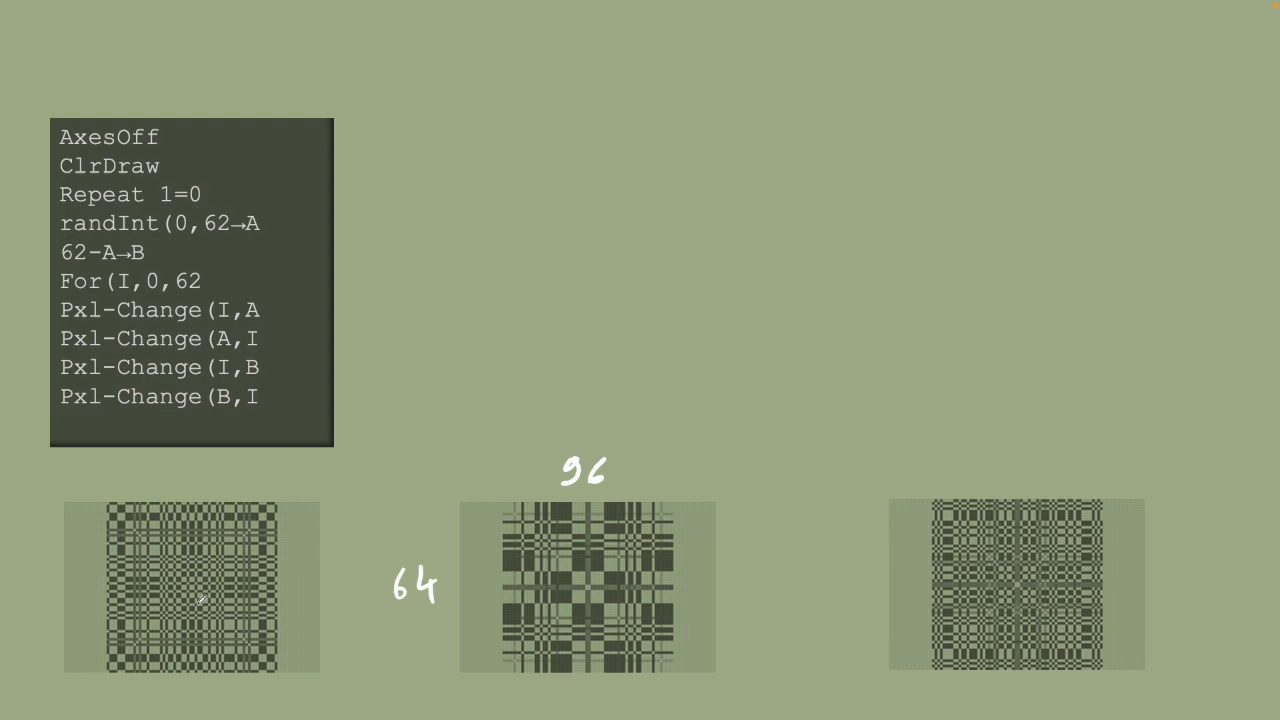 AxesOff
ClrDraw
Repeat 1=0
randInt(0,62→A
62-A→B
For(I,0,62
Pxl-Change(I,A
Pxl-Change(A,I
Pxl-Change(I,B
Pxl-Change(B,I
96
64